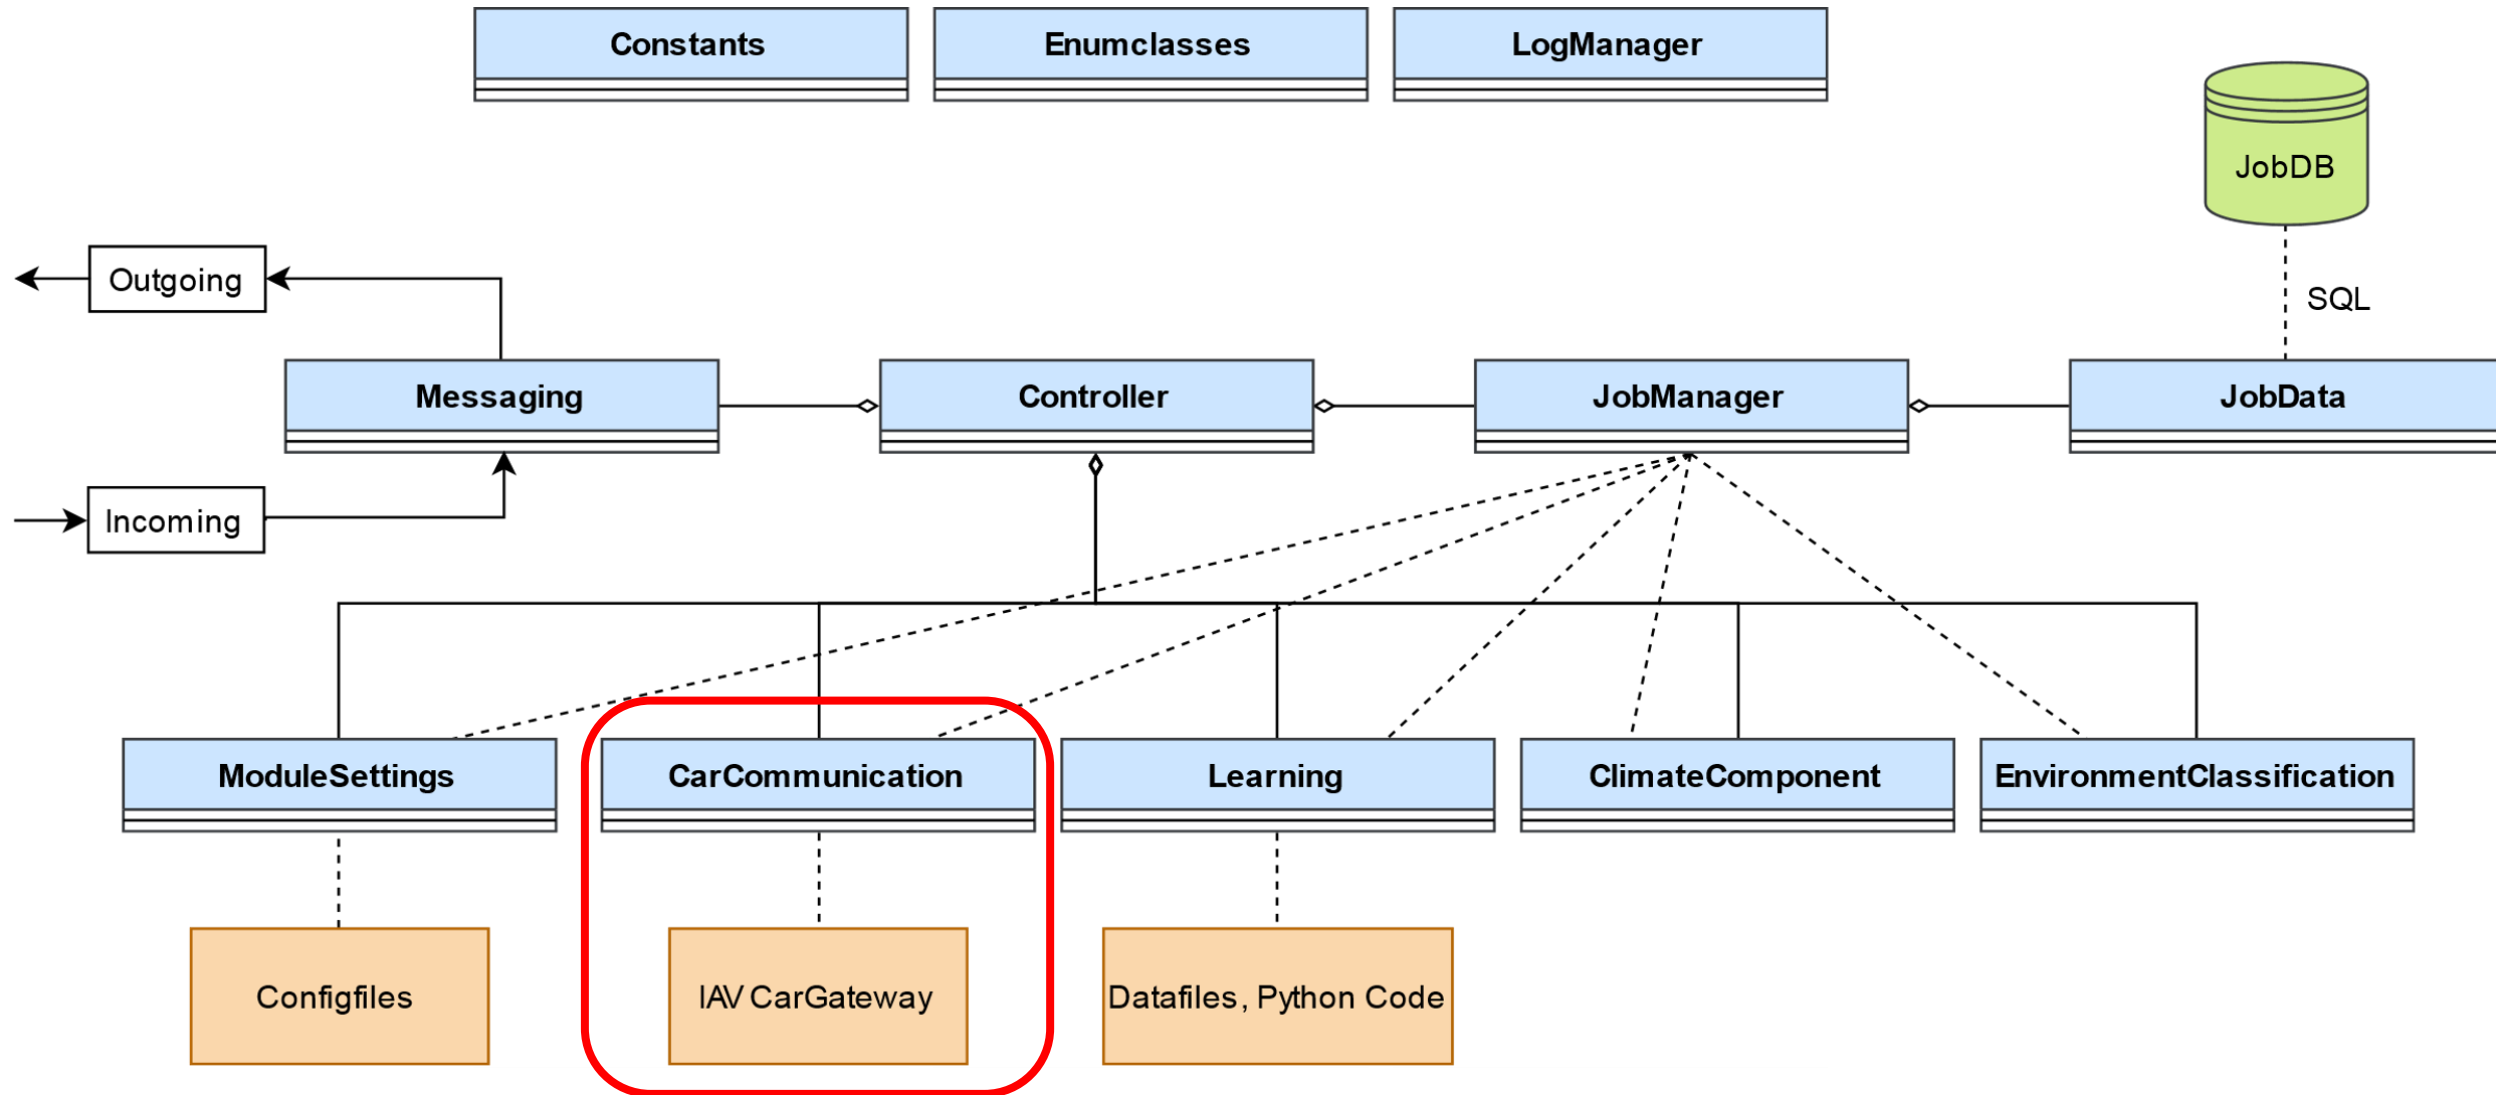 Constants
Enumclasses
LogManager
JobDB
Outgoing
SQL
Messaging
Controller
JobManager
JobData
Incoming
ModuleSettings
CarCommunication
Learning
ClimateComponent
EnvironmentClassification
Configfiles
IAV CarGateway
Datafiles, Python Code